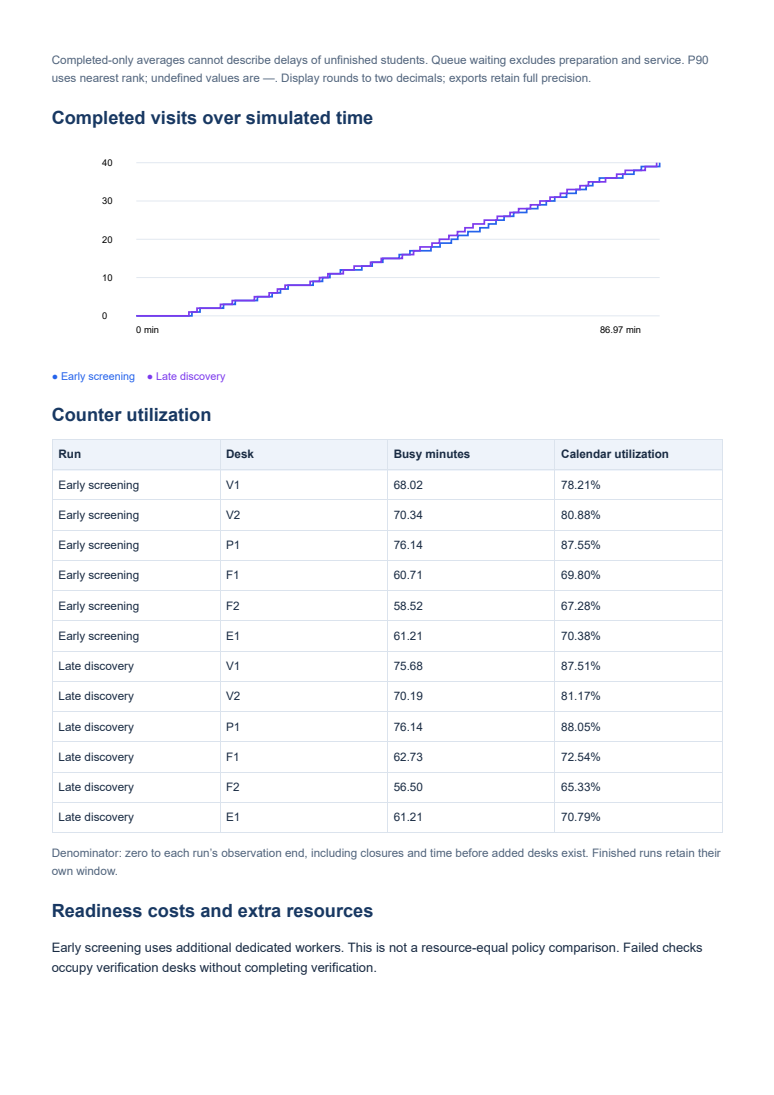 Completed-only averages cannot describe delays of unfinished students. Queue waiting excludes preparation and service. P90
uses nearest rank; undefined values are —. Display rounds to two decimals; exports retain full precision.
Completed visits over simulated time
40
30
20
10
0
0 min 86.97 min
● Early screening ● Late discovery
Counter utilization
Run Desk Busy minutes Calendar utilization
Early screening V1 68.02 78.21%
Early screening V2 70.34 80.88%
Early screening P1 76.14 87.55%
Early screening F1 60.71 69.80%
Early screening F2 58.52 67.28%
Early screening E1 61.21 70.38%
Late discovery V1 75.68 87.51%
Late discovery V2 70.19 81.17%
Late discovery P1 76.14 88.05%
Late discovery F1 62.73 72.54%
Late discovery F2 56.50 65.33%
Late discovery E1 61.21 70.79%
Denominator: zero to each run’s observation end, including closures and time before added desks exist. Finished runs retain their
own window.
Readiness costs and extra resources
Early screening uses additional dedicated workers. This is not a resource-equal policy comparison. Failed checks
occupy verification desks without completing verification.